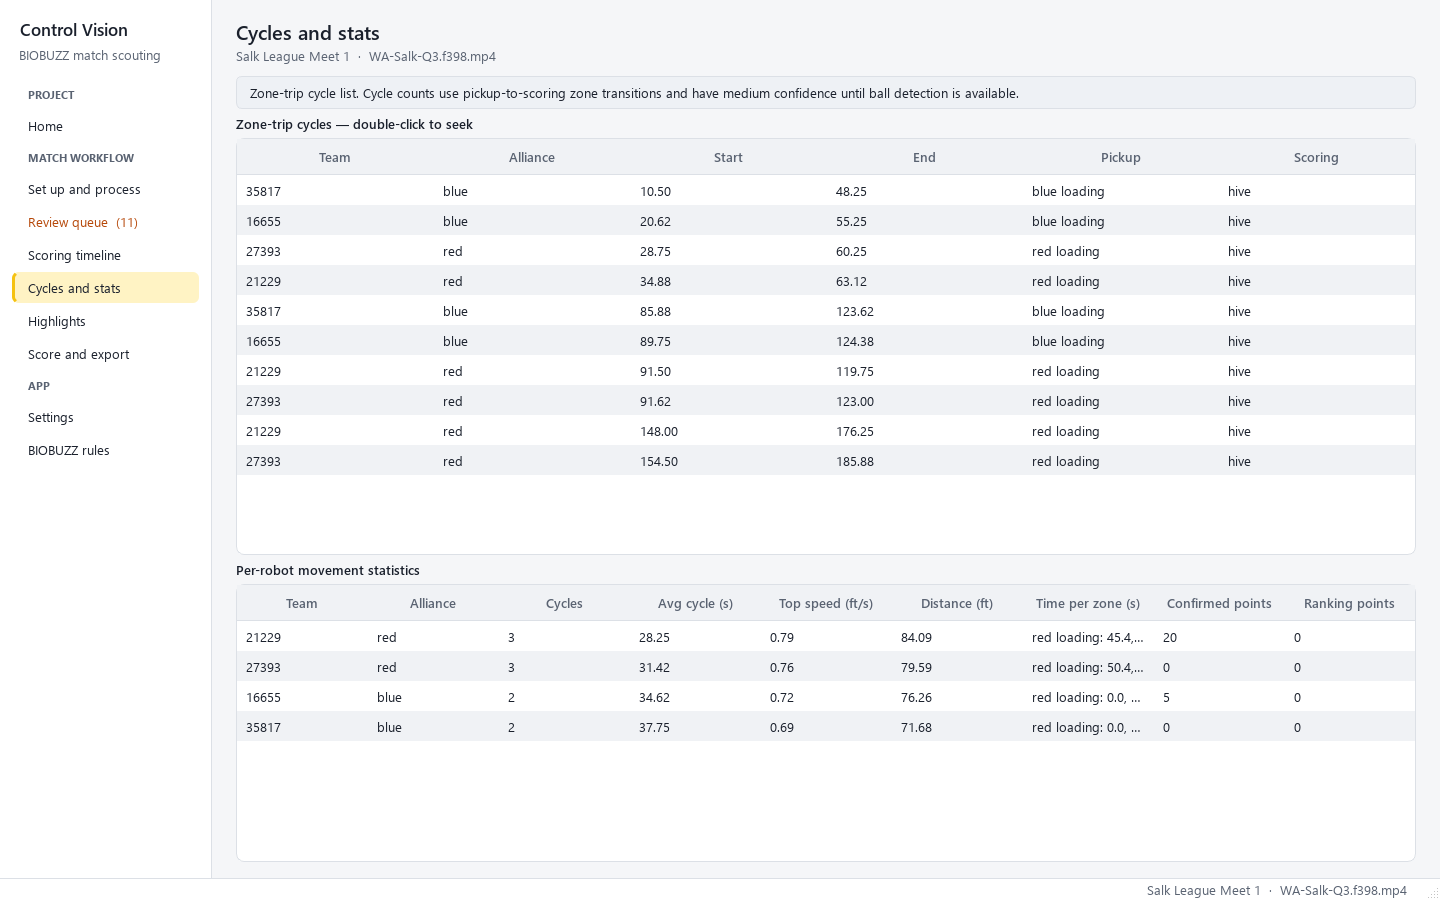 Control Vision
BIOBUZZ match scouting
PROJECT
Home
MATCH WORKFLOW
Set up and process
Review queue (11)
Scoring timeline
Cycles and stats
Highlights
Score and export
APP
Settings
BIOBUZZ rules
Cycles and stats
Salk League Meet 1 · WA-Salk-Q3.f398.mp4
Zone-trip cycle list. Cycle counts use pickup-to-scoring zone transitions and have medium confidence until ball detection is available.
Zone-trip cycles — double-click to seek
Team Alliance Start End Pickup Scoring
35817 blue 10.50 48.25 blue loading hive
16655 blue 20.62 55.25 blue loading hive
27393 red 28.75 60.25 red loading hive
21229 red 34.88 63.12 red loading hive
35817 blue 85.88 123.62 blue loading hive
16655 blue 89.75 124.38 blue loading hive
21229 red 91.50 119.75 red loading hive
27393 red 91.62 123.00 red loading hive
21229 red 148.00 176.25 red loading hive
27393 red 154.50 185.88 red loading hive
Per-robot movement statistics
Team Alliance Cycles Avg cycle (s) Top speed (ft/s) Distance (ft) Time per zone (s) Confirmed points Ranking points
21229 red 3 28.25 0.79 84.09 red loading: 45.4,... 20 0
27393 red 3 31.42 0.76 79.59 red loading: 50.4,... 0 0
16655 blue 2 34.62 0.72 76.26 red loading: 0.0, ... 5 0
35817 blue 2 37.75 0.69 71.68 red loading: 0.0, ... 0 0
Salk League Meet 1 · WA-Salk-Q3.f398.mp4